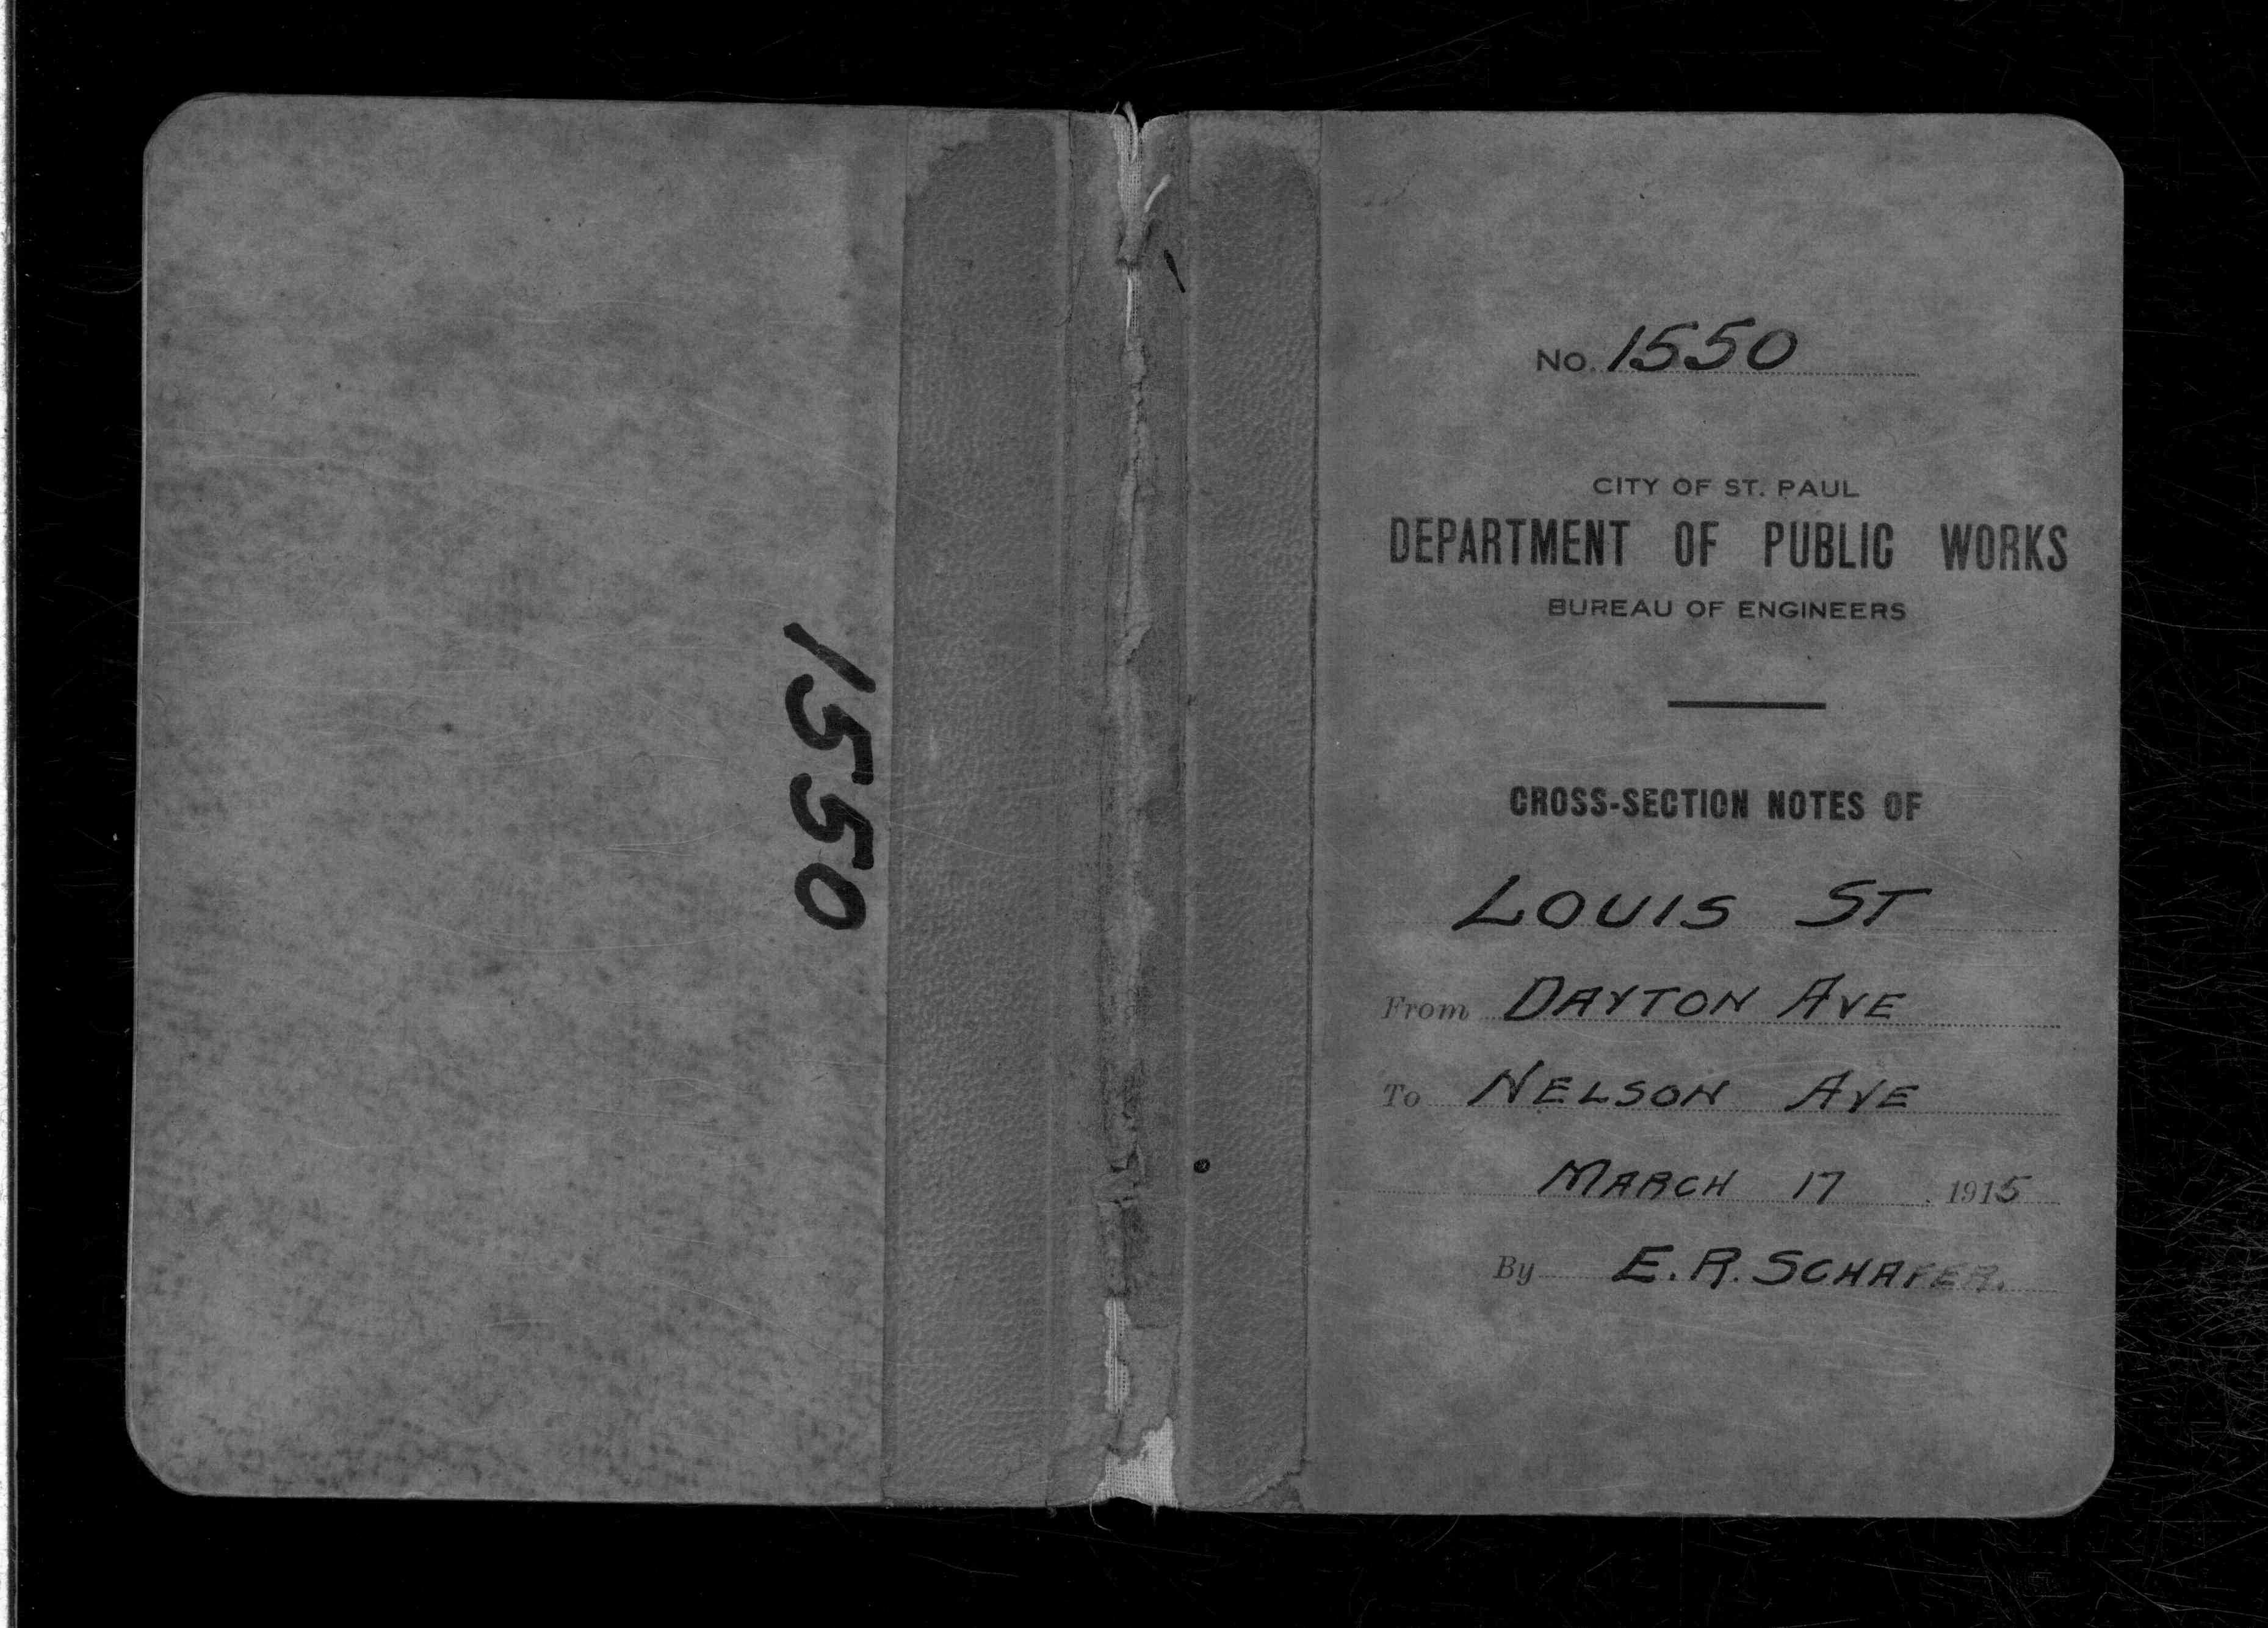 1550
No. 1550
CITY OF ST. PAUL
DEPARTMENT OF PUBLIC WORKS
BUREAU OF ENGINEERS
CROSS-SECTION NOTES OF
LOUIS ST
From DAYTON AVE
To NELSON AVE
MARCH 17 1915
By E. R. SCHAFER.